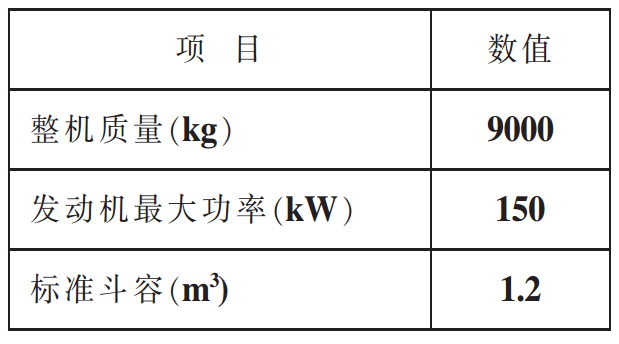 项 目 数值
整机质量(kg) 9000
发动机最大功率(kW) 150
标准斗容(m³) 1.2